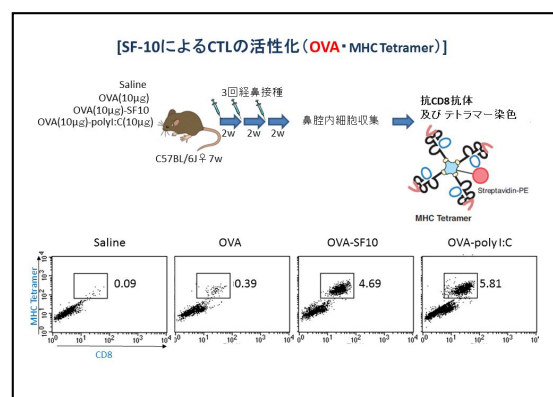 [SF-10によるCTLの活性化(OVA・MHC Tetramer)]
Saline
OVA(10μg)
OVA(10μg)-SF10
OVA(10μg)-polyI:C(10μg)
3回経鼻接種
2w
2w
2w
C57BL/6J♀7w
鼻腔内細胞収集
抗CD8抗体
及びテトラマー染色
Streptavidin-PE
MHC Tetramer
Saline
OVA
OVA-SF10
OVA-poly I:C
0.09
0.39
4.69
5.81
MHC Tetramer
CD8